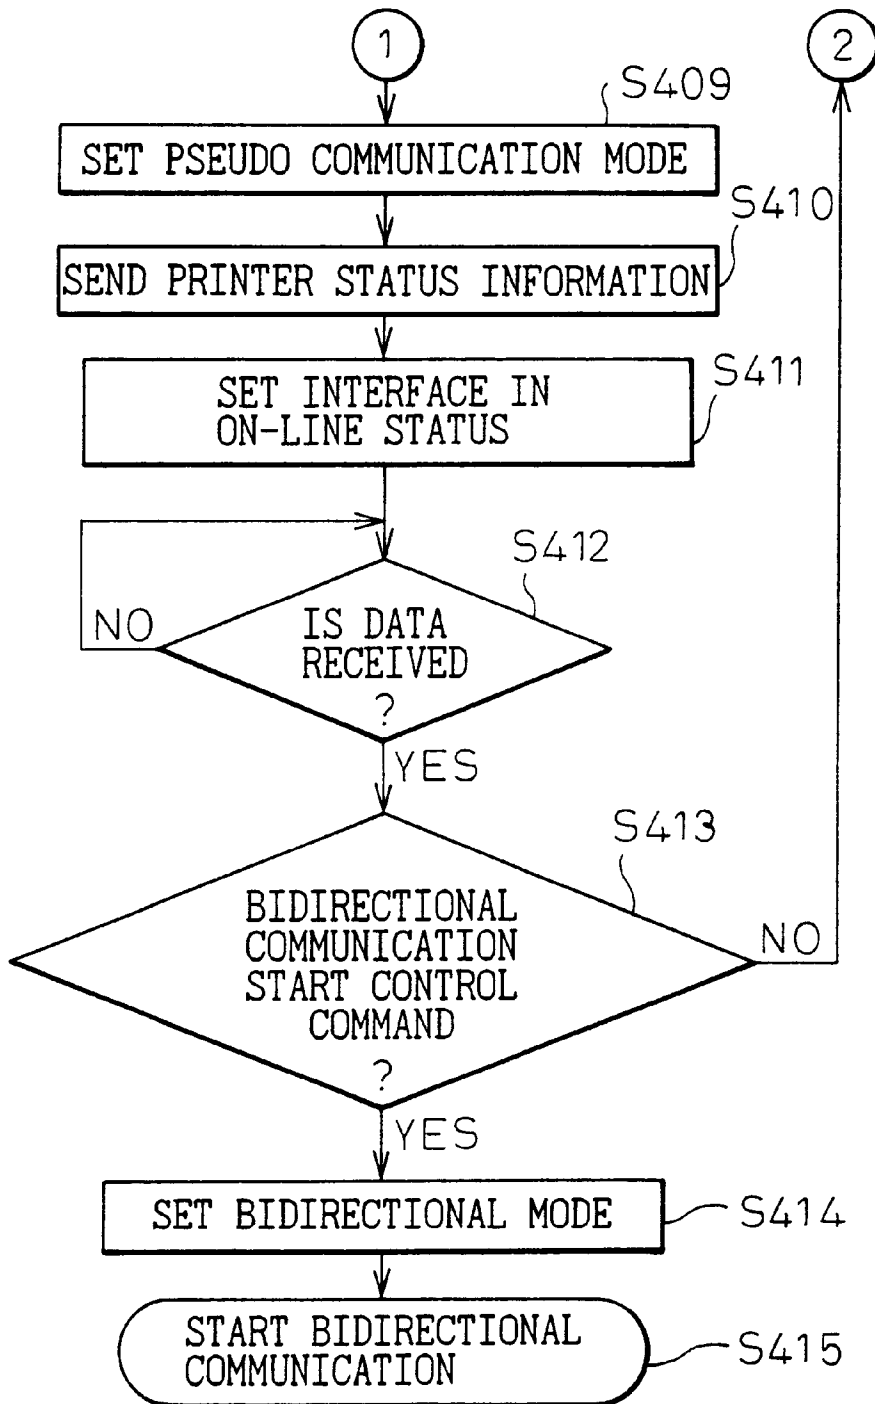 1
2
S409
SET PSEUDO COMMUNICATION MODE
S410
SEND PRINTER STATUS INFORMATION
S411
SET INTERFACE IN
ON-LINE STATUS
S412
NO
IS DATA
RECEIVED
?
YES
S413
BIDIRECTIONAL
COMMUNICATION
START CONTROL
COMMAND
?
NO
YES
SET BIDIRECTIONAL MODE
S414
START BIDIRECTIONAL
COMMUNICATION
S415